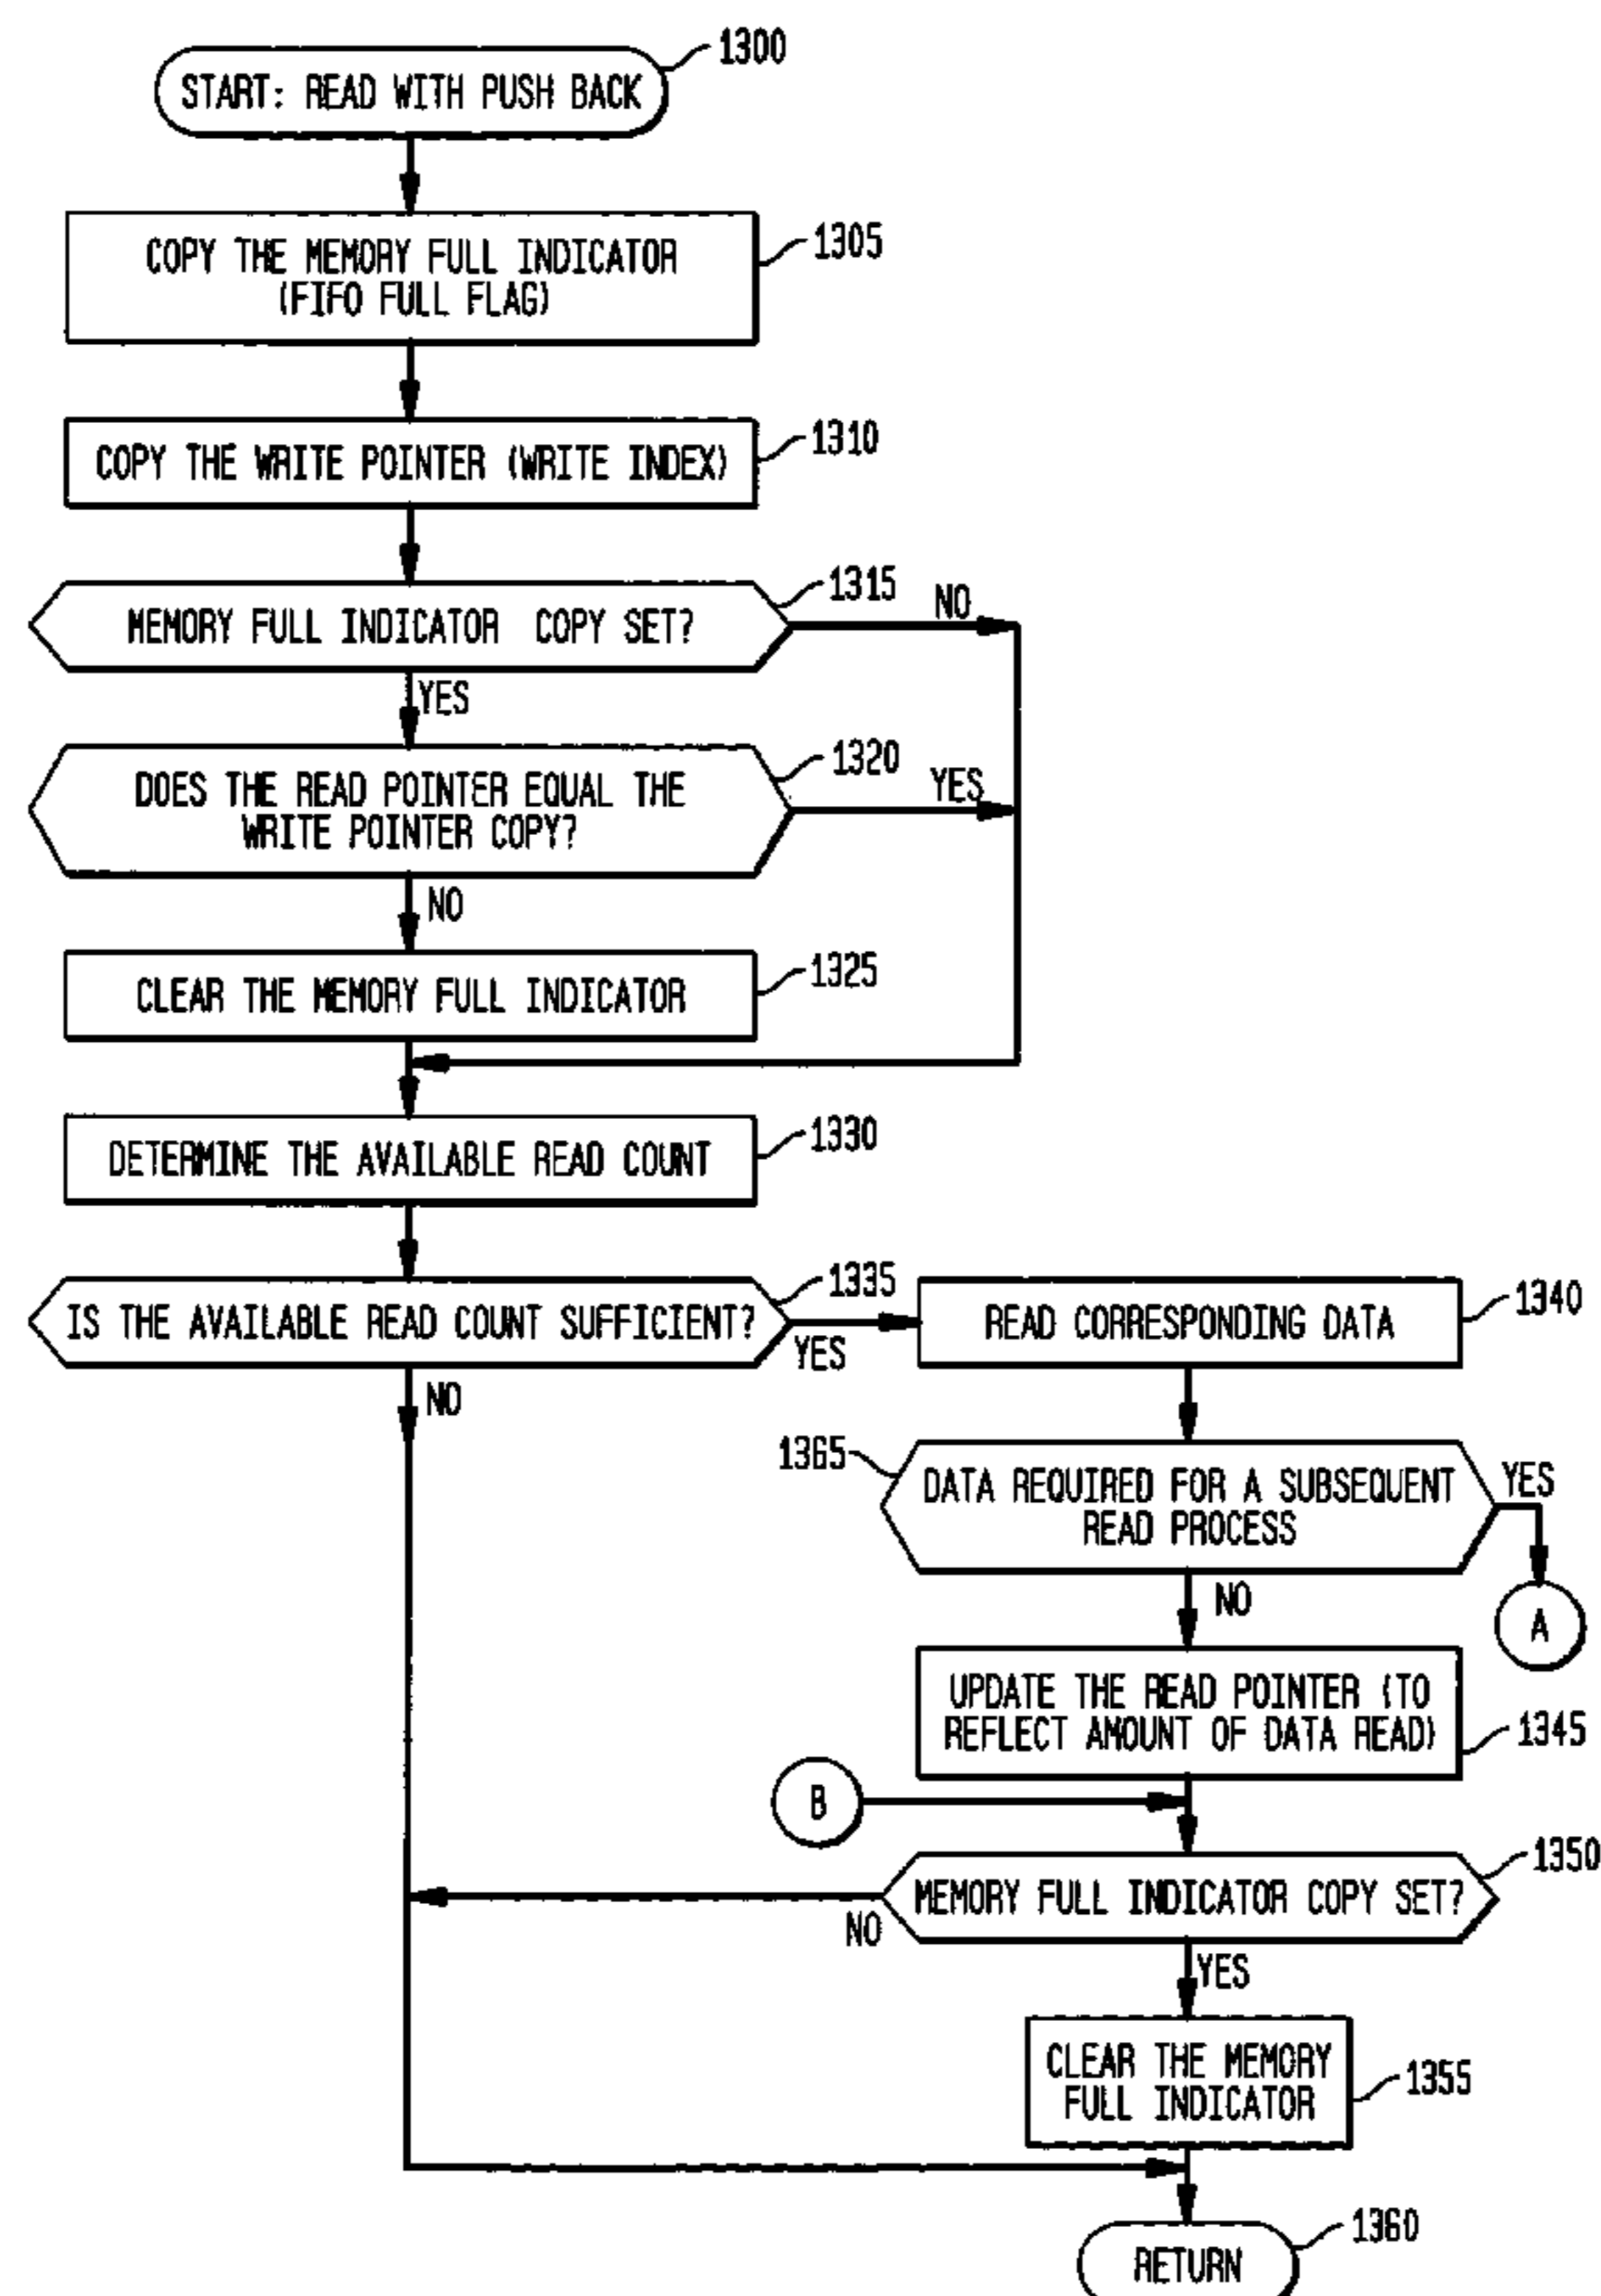 1300
START: READ WITH PUSH BACK
1305
COPY THE MEMORY FULL INDICATOR
(FIFO FULL FLAG)
1310
COPY THE WRITE POINTER (WRITE INDEX)
1315
MEMORY FULL INDICATOR COPY SET?
NO
YES
1320
DOES THE READ POINTER EQUAL THE
WRITE POINTER COPY?
YES
NO
1325
CLEAR THE MEMORY FULL INDICATOR
1330
DETERMINE THE AVAILABLE READ COUNT
1335
IS THE AVAILABLE READ COUNT SUFFICIENT?
YES
NO
1340
READ CORRESPONDING DATA
1365
DATA REQUIRED FOR A SUBSEQUENT
READ PROCESS
YES
A
NO
UPDATE THE READ POINTER (TO
REFLECT AMOUNT OF DATA READ)
1345
B
1350
MEMORY FULL INDICATOR COPY SET?
NO
YES
CLEAR THE MEMORY
FULL INDICATOR
1355
1360
RETURN